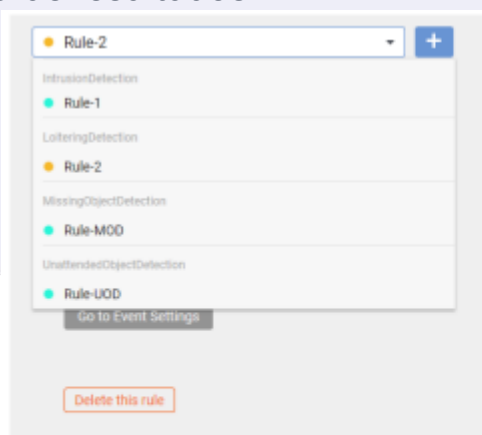 Rule-2
+
IntrusionDetection
Rule-1
LoiteringDetection
Rule-2
MissingObjectDetection
Rule-MOD
UnattendedObjectDetection
Rule-UOD
Go to Event Settings
Delete this rule